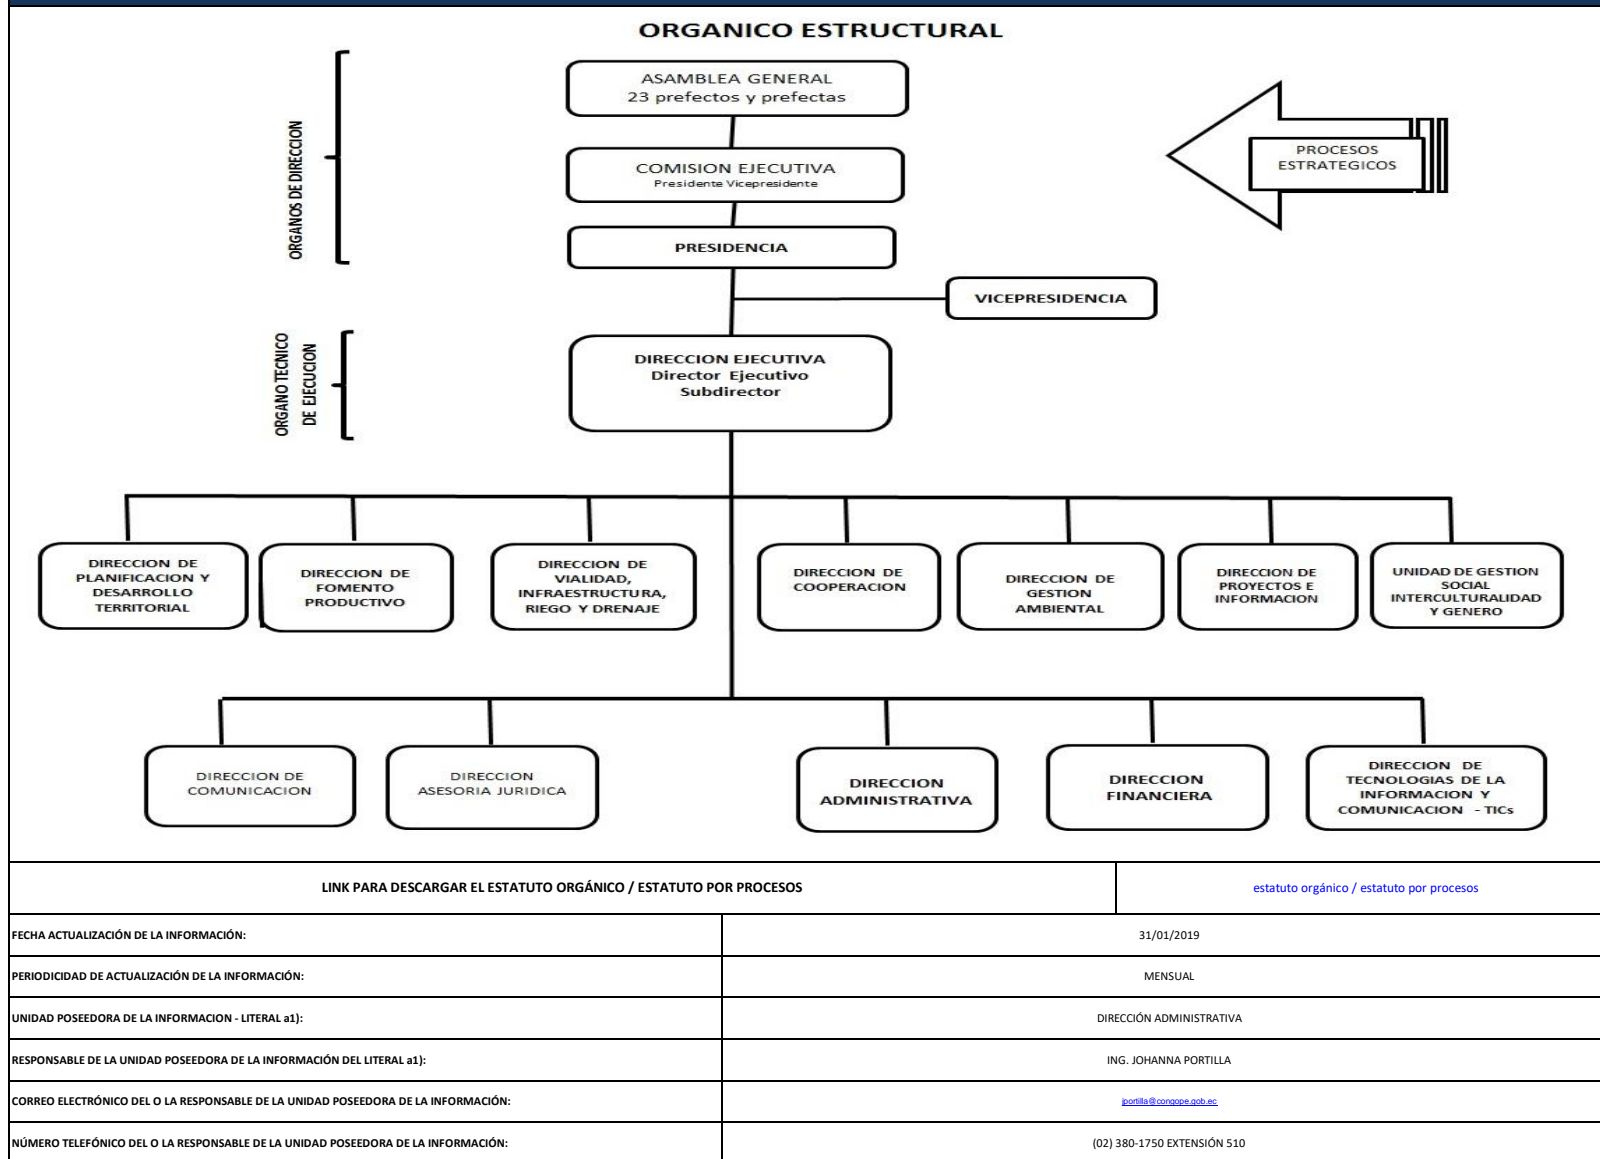 ORGANICO ESTRUCTURAL
ORGANOS DE DIRECCION
ASAMBLEA GENERAL
23 prefectos y prefectas
COMISION EJECUTIVA
Presidente Vicepresidente
PRESIDENCIA
PROCESOS
ESTRATEGICOS
VICEPRESIDENCIA
ORGANO TECNICO
DE EJECUCION
DIRECCION EJECUTIVA
Director Ejecutivo
Subdirector
DIRECCION DE
PLANIFICACION Y
DESARROLLO
TERRITORIAL
DIRECCION DE
FOMENTO
PRODUCTIVO
DIRECCION DE
VIALIDAD,
INFRAESTRUCTURA,
RIEGO Y DRENAJE
DIRECCION DE
COOPERACION
DIRECCION DE
GESTION
AMBIENTAL
DIRECCION DE
PROYECTOS E
INFORMACION
UNIDAD DE GESTION
SOCIAL
INTERCULTURALIDAD
Y GENERO
DIRECCION DE
COMUNICACION
DIRECCION
ASESORIA JURIDICA
DIRECCION
ADMINISTRATIVA
DIRECCION
FINANCIERA
DIRECCION DE
TECNOLOGIAS DE LA
INFORMACION Y
COMUNICACION - TICs
LINK PARA DESCARGAR EL ESTATUTO ORGÁNICO / ESTATUTO POR PROCESOS
estatuto orgánico / estatuto por procesos
FECHA ACTUALIZACIÓN DE LA INFORMACIÓN:
31/01/2019
PERIODICIDAD DE ACTUALIZACIÓN DE LA INFORMACIÓN:
MENSUAL
UNIDAD POSEEDORA DE LA INFORMACION - LITERAL a1):
DIRECCIÓN ADMINISTRATIVA
RESPONSABLE DE LA UNIDAD POSEEDORA DE LA INFORMACIÓN DEL LITERAL a1):
ING. JOHANNA PORTILLA
CORREO ELECTRÓNICO DEL O LA RESPONSABLE DE LA UNIDAD POSEEDORA DE LA INFORMACIÓN:
jportilla@congope.gob.ec
NÚMERO TELEFÓNICO DEL O LA RESPONSABLE DE LA UNIDAD POSEEDORA DE LA INFORMACIÓN:
(02) 380-1750 EXTENSIÓN 510